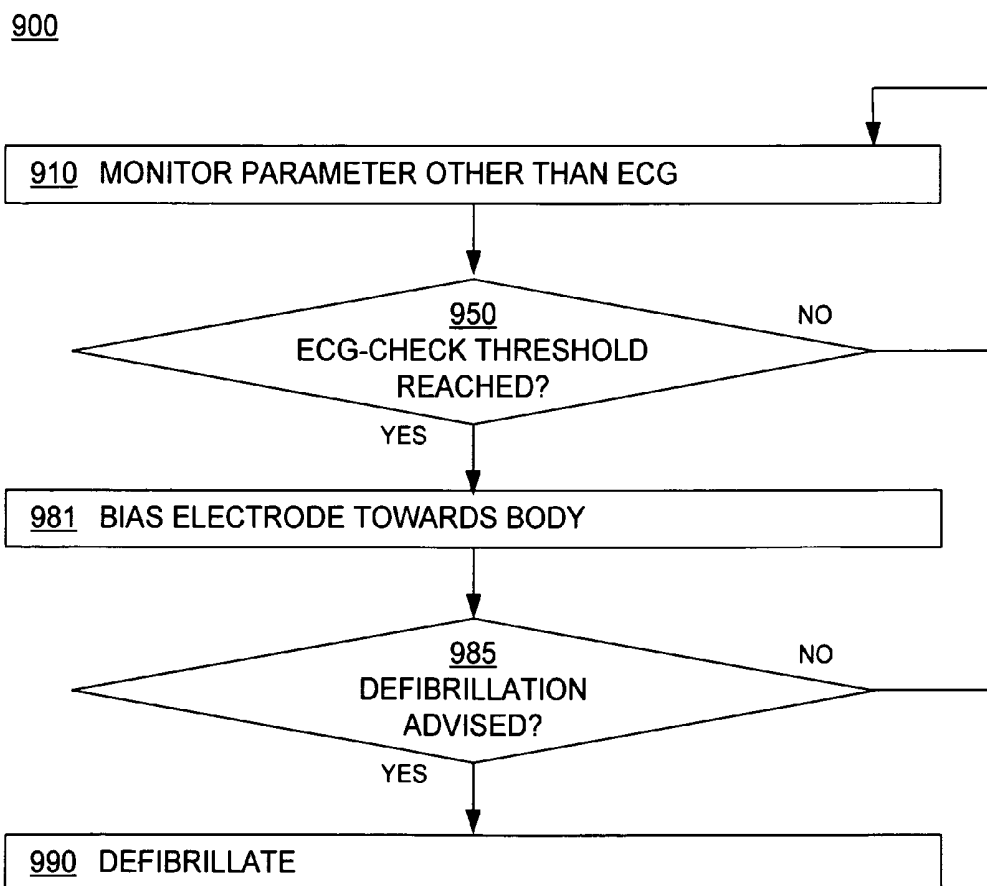 900
910 MONITOR PARAMETER OTHER THAN ECG
950
ECG-CHECK THRESHOLD
REACHED?
NO
YES
981 BIAS ELECTRODE TOWARDS BODY
985
DEFIBRILLATION
ADVISED?
NO
YES
990 DEFIBRILLATE